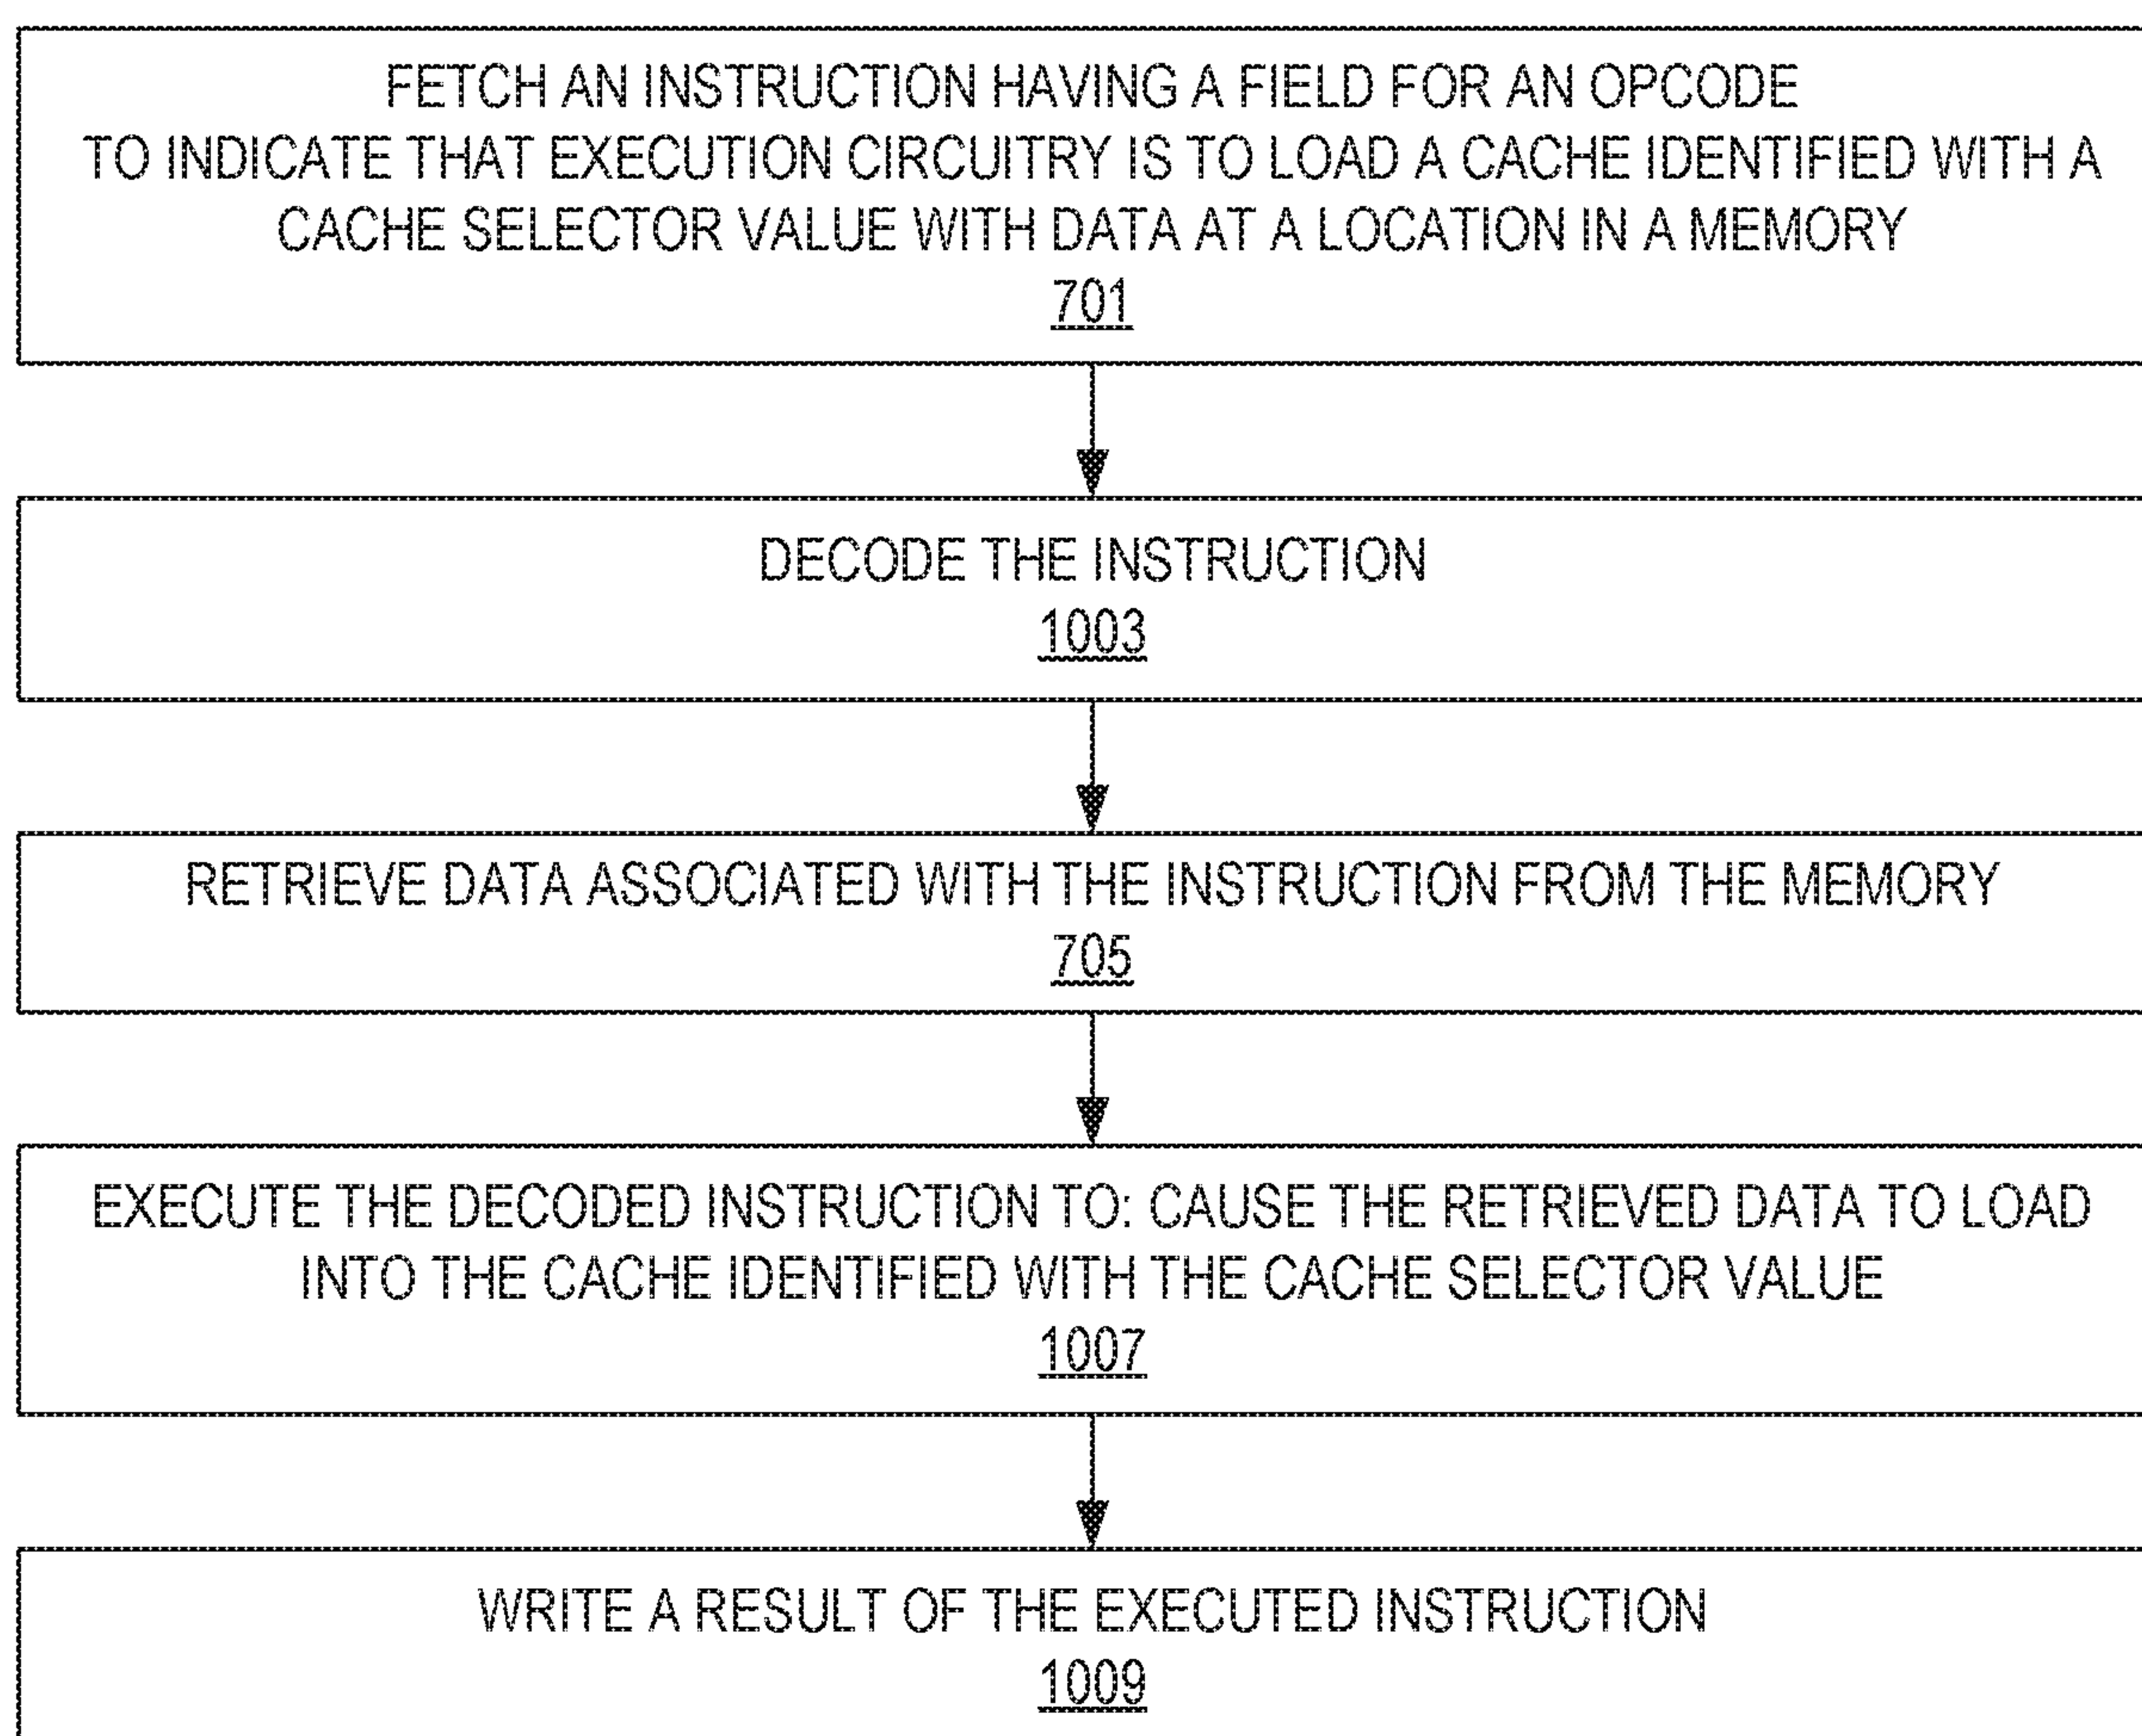 FETCH AN INSTRUCTION HAVING A FIELD FOR AN OPCODE
TO INDICATE THAT EXECUTION CIRCUITRY IS TO LOAD A CACHE IDENTIFIED WITH A
CACHE SELECTOR VALUE WITH DATA AT A LOCATION IN A MEMORY
701
DECODE THE INSTRUCTION
1003
RETRIEVE DATA ASSOCIATED WITH THE INSTRUCTION FROM THE MEMORY
705
EXECUTE THE DECODED INSTRUCTION TO: CAUSE THE RETRIEVED DATA TO LOAD
INTO THE CACHE IDENTIFIED WITH THE CACHE SELECTOR VALUE
1007
WRITE A RESULT OF THE EXECUTED INSTRUCTION
1009